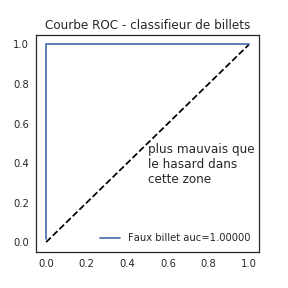 Courbe ROC - classifieur de billets
1.0
0.8
0.6
0.4
0.2
0.0
plus mauvais que
le hasard dans
cette zone
Faux billet auc=1.00000
0.0 0.2 0.4 0.6 0.8 1.0